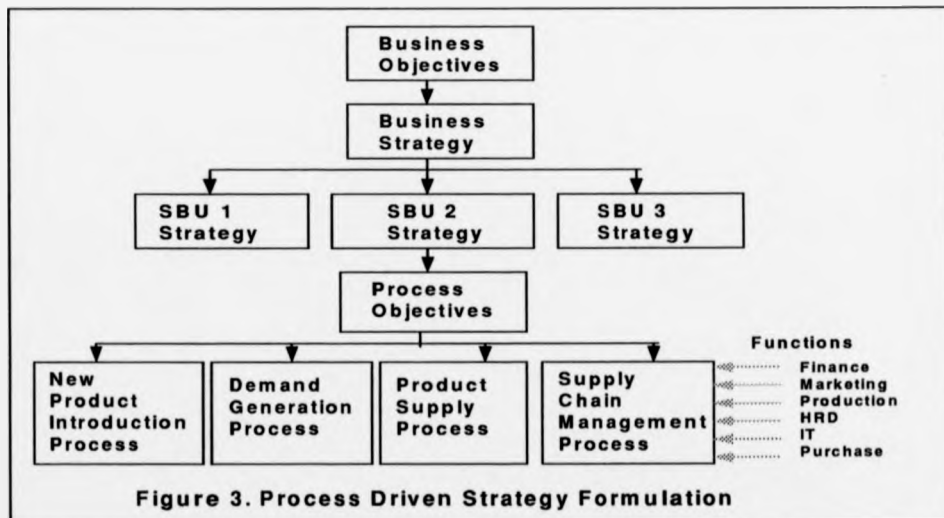 Business
Objectives
Business
Strategy
SBU 1
Strategy
SBU 2
Strategy
SBU 3
Strategy
Process
Objectives
New
Product
Introduction
Process
Demand
Generation
Process
Product
Supply
Process
Supply
Chain
Management
Process
Functions
Finance
Marketing
Production
HRD
IT
Purchase
Figure 3. Process Driven Strategy Formulation